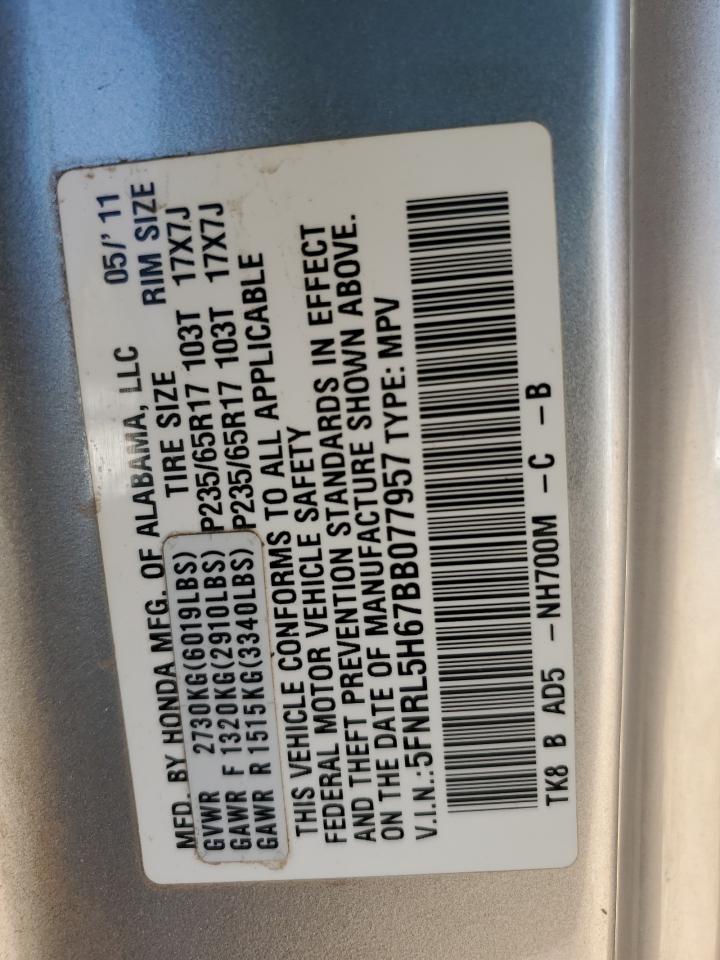 MFD. BY HONDA MFG. OF ALABAMA, LLC 05/'11
TIRE SIZE RIM SIZE
GVWR 2730KG(6019LBS)
GAWR F 1320KG(2910LBS) P235/65R17 103T 17X7J
GAWR R 1515KG(3340LBS) P235/65R17 103T 17X7J
THIS VEHICLE CONFORMS TO ALL APPLICABLE
FEDERAL MOTOR VEHICLE SAFETY
AND THEFT PREVENTION STANDARDS IN EFFECT
ON THE DATE OF MANUFACTURE SHOWN ABOVE.
V.I.N.:5FNRL5H67BB077957 TYPE: MPV
TK8 B AD5 -NH700M -C -B